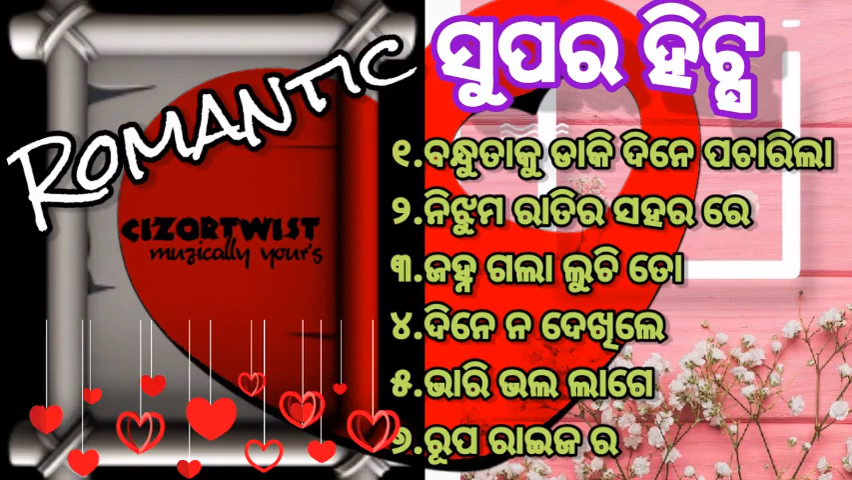 ROMANTIC
ସୁପର ହିଟ୍ସ
CIZORTWIST
muzically your's
୧.ବନ୍ଧୁତାକୁ ଡାକି ଦିନେ ପଚାରିଲା
୨.ନିଝୁମ ରାତିର ସହର ରେ
୩.ଜହ୍ନ ଗଲା ଲୁଚି ତୋ
୪.ଦିନେ ନ ଦେଖିଲେ
୫.ଭାରି ଭଲ ଲାଗେ
୬.ରୂପ ରାଇଜ ର